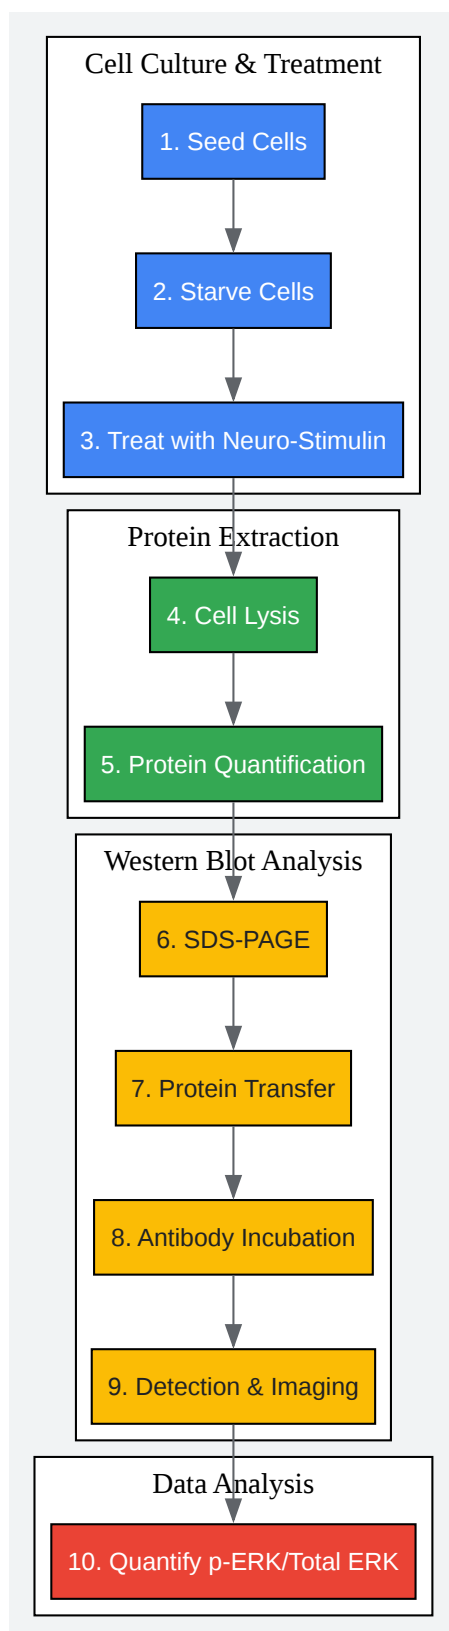 Cell Culture & Treatment
1. Seed Cells
2. Starve Cells
3. Treat with Neuro-Stimulin
Protein Extraction
4. Cell Lysis
5. Protein Quantification
Western Blot Analysis
6. SDS-PAGE
7. Protein Transfer
8. Antibody Incubation
9. Detection & Imaging
Data Analysis
10. Quantify p-ERK/Total ERK